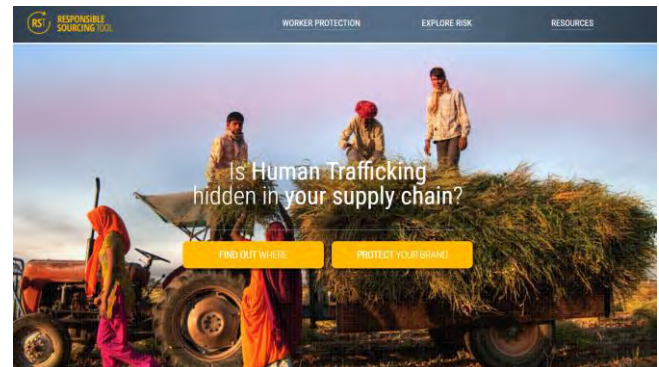 RST
RESPONSIBLE
SOURCING TOOL
WORKER PROTECTION
EXPLORE RISK
RESOURCES
Is Human Trafficking
hidden in your supply chain?
FIND OUT WHERE
PROTECT YOUR BRAND